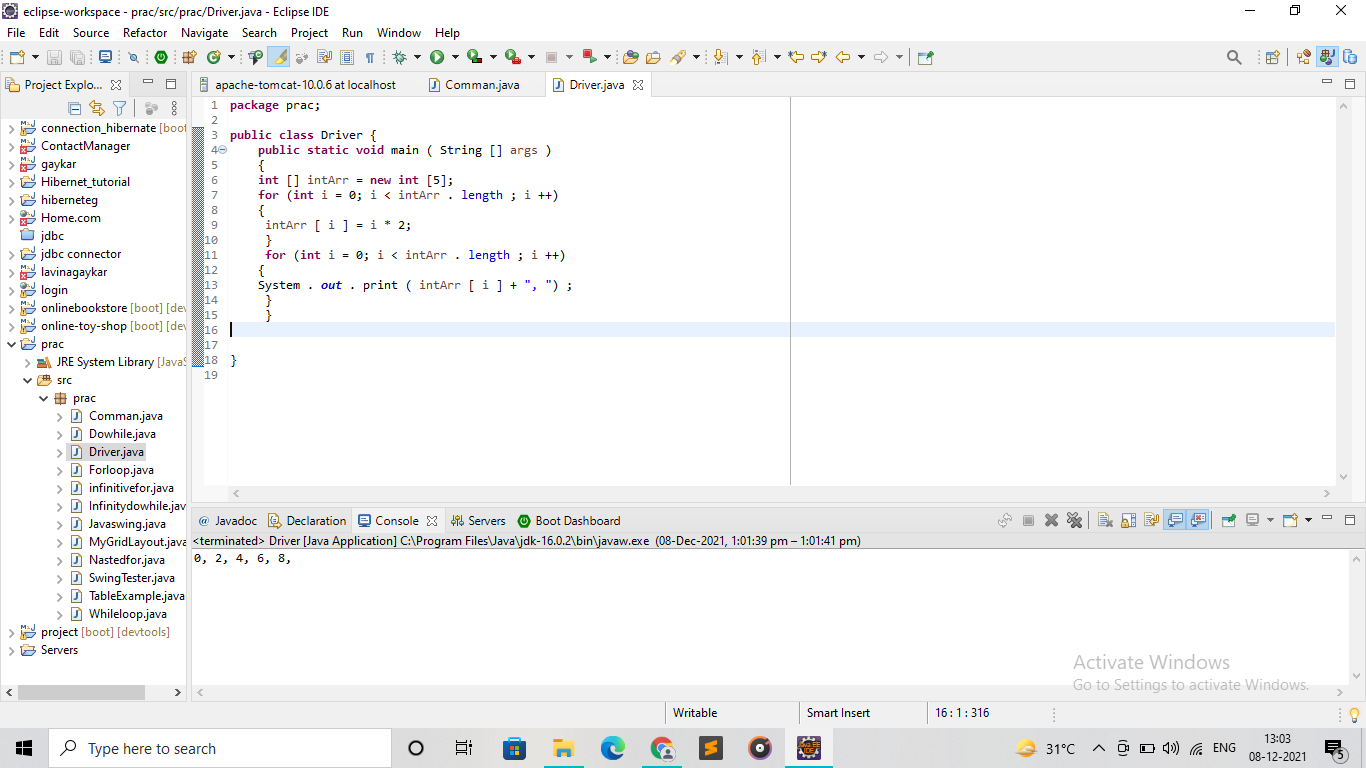 eclipse-workspace - prac/src/prac/Driver.java - Eclipse IDE
File Edit Source Refactor Navigate Search Project Run Window Help
Project Explo...
connection_hibernate [boot
ContactManager
gaykar
Hibernet_tutorial
hiberneteg
Home.com
jdbc
jdbc connector
lavinagaykar
login
onlinebookstore [boot] [dev
online-toy-shop [boot] [dev
prac
JRE System Library [JavaS
src
prac
Comman.java
Dowhile.java
Driver.java
Forloop.java
infinitivefor.java
Infinitydowhile.jav
Javaswing.java
MyGridLayout.java
Nastedfor.java
SwingTester.java
TableExample.java
Whileloop.java
project [boot] [devtools]
Servers
apache-tomcat-10.0.6 at localhost Comman.java Driver.java
1 package prac;
2
3 public class Driver {
4 public static void main ( String [] args )
5 {
6 int [] intArr = new int [5];
7 for (int i = 0; i < intArr . length ; i ++)
8 {
9 intArr [ i ] = i * 2;
10 }
11 for (int i = 0; i < intArr . length ; i ++)
12 {
13 System . out . print ( intArr [ i ] + ", ") ;
14 }
15 }
16
17
18 }
19
@ Javadoc Declaration Console Servers Boot Dashboard
<terminated> Driver [Java Application] C:\Program Files\Java\jdk-16.0.2\bin\javaw.exe (08-Dec-2021, 1:01:39 pm – 1:01:41 pm)
0, 2, 4, 6, 8,
Activate Windows
Go to Settings to activate Windows.
Writable Smart Insert 16 : 1 : 316
Type here to search
31°C ENG 13:03
08-12-2021
5